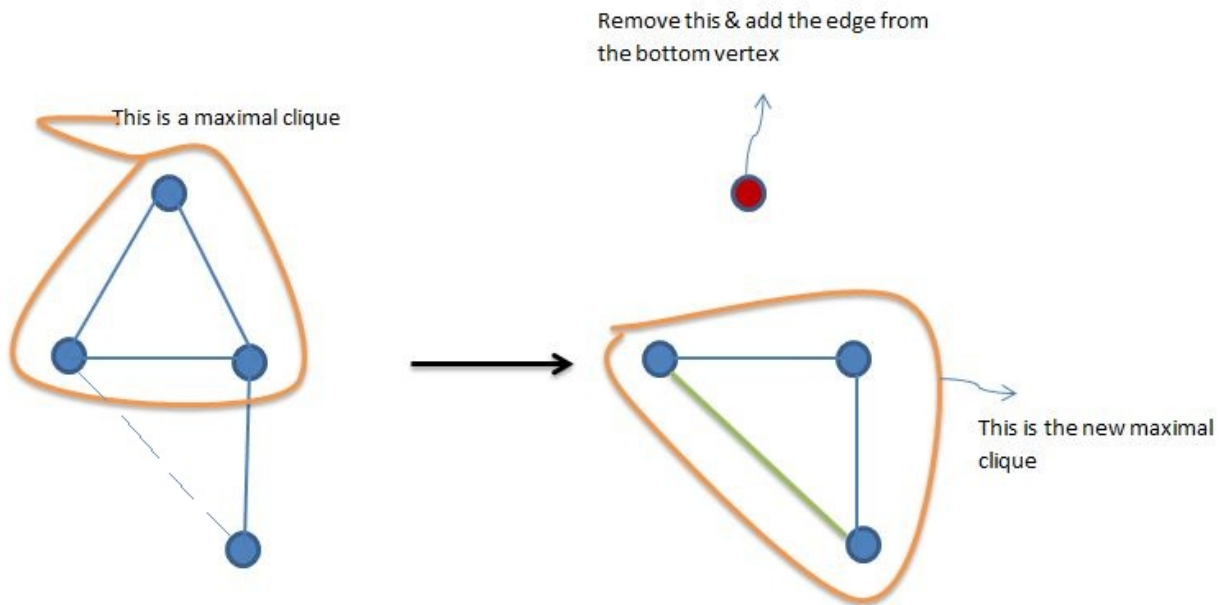 Remove this & add the edge from
the bottom vertex
This is a maximal clique
This is the new maximal
clique